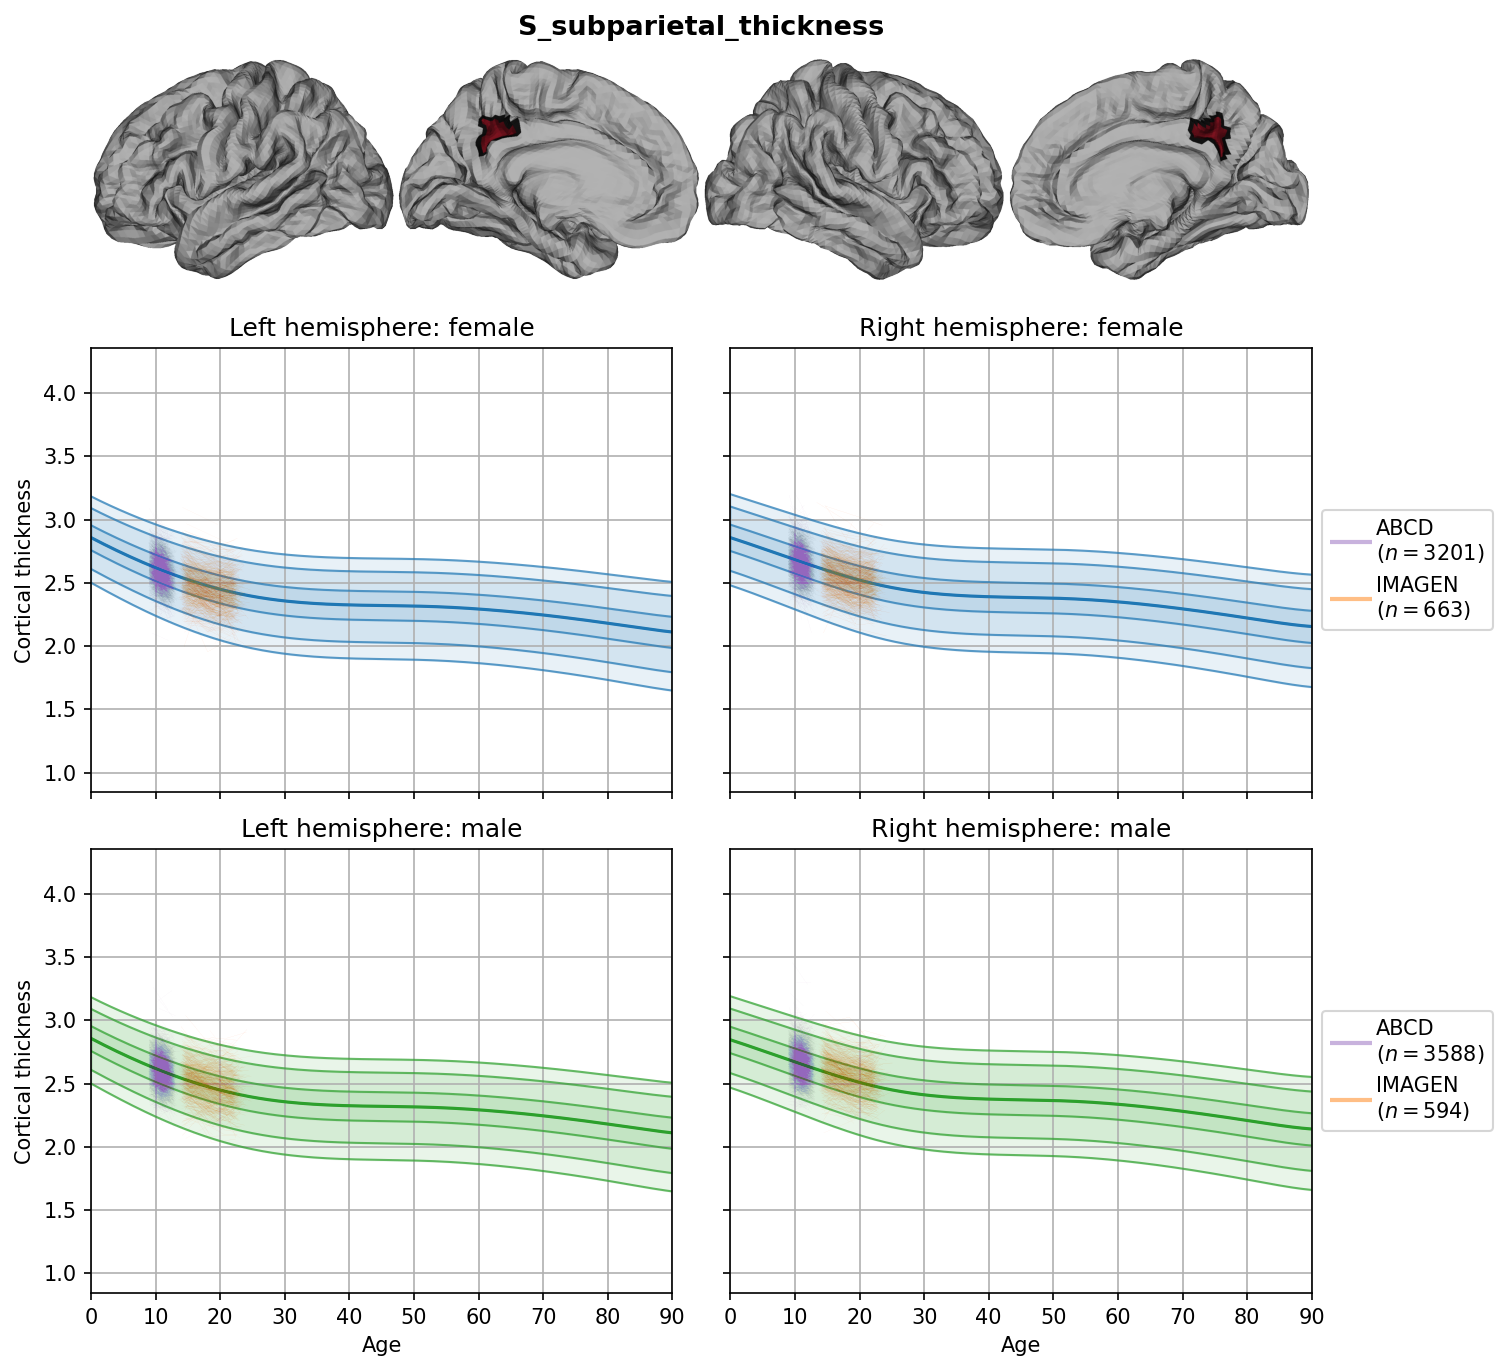 S_subparietal_thickness
Left hemisphere: female
Right hemisphere: female
4.0
3.5
3.0
2.5
2.0
1.5
1.0
Cortical thickness
ABCD
(n = 3201)
IMAGEN
(n = 663)
Left hemisphere: male
Right hemisphere: male
4.0
3.5
3.0
2.5
2.0
1.5
1.0
Cortical thickness
ABCD
(n = 3588)
IMAGEN
(n = 594)
0 10 20 30 40 50 60 70 80 90
0 10 20 30 40 50 60 70 80 90
Age
Age